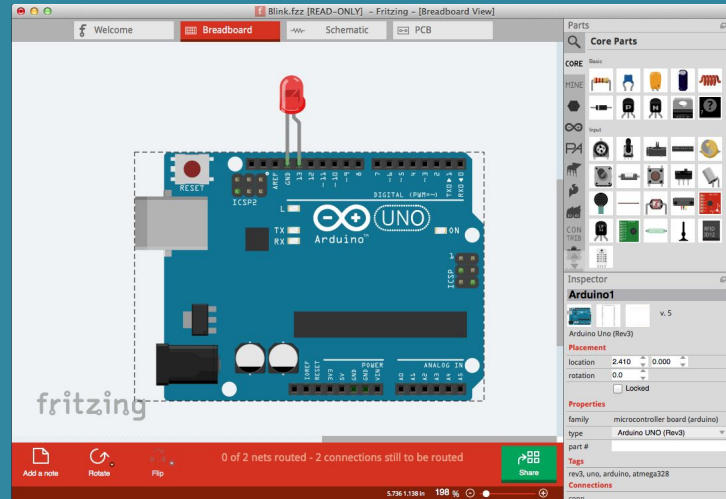 Blink.fzz [READ-ONLY] - Fritzing - [Breadboard View]
Welcome
Breadboard
Schematic
PCB
Parts
Core Parts
CORE
Basic
MINE
Input
CON
TRIB
RESET
ICSP2
AREF
GND
13
12
~11
~10
~9
8
7
~6
~5
4
~3
2
TX0▶1
RX0◀0
DIGITAL (PWM=~)
L
TX
RX
UNO
Arduino™
ON
ICSP
1
IOREF
RESET
3V3
5V
GND
GND
VIN
POWER
A0
A1
A2
A3
A4
A5
ANALOG IN
fritzing
Inspector
Arduino1
v. 5
Arduino Uno (Rev3)
Placement
location 2.410 0.000
rotation 0.0
Locked
Properties
family microcontroller board (arduino)
type Arduino UNO (Rev3)
part #
Tags
rev3, uno, arduino, atmega328
Connections
conn.
Add a note
Rotate
Flip
0 of 2 nets routed - 2 connections still to be routed
Share
5.736 1.138 in 198 %